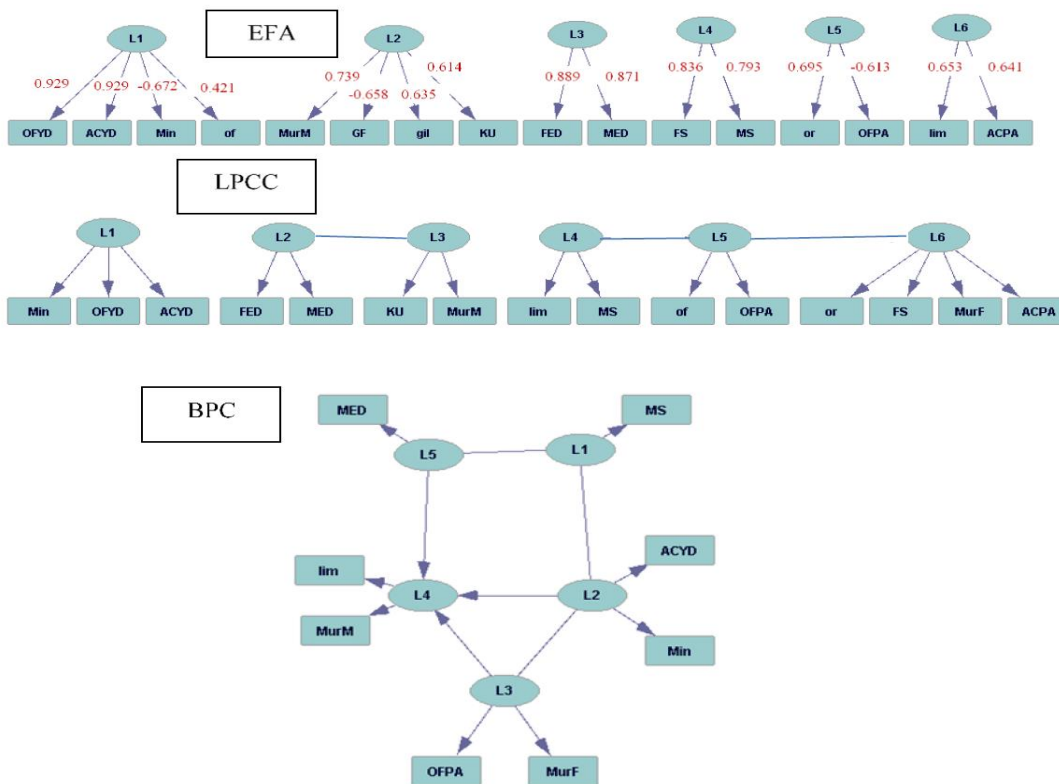 EFA
L1
L2
L3
L4
L5
L6
0.929
0.929
-0.672
0.421
0.739
-0.658
0.635
0.614
0.889
0.871
0.836
0.793
0.695
-0.613
0.653
0.641
OFYD
ACYD
Min
of
MurM
GF
gil
KU
FED
MED
FS
MS
or
OFPA
lim
ACPA
LPCC
L1
L2
L3
L4
L5
L6
Min
OFYD
ACYD
FED
MED
KU
MurM
lim
MS
of
OFPA
or
FS
MurF
ACPA
BPC
MED
MS
L5
L1
ACYD
lim
L4
L2
MurM
Min
L3
OFPA
MurF